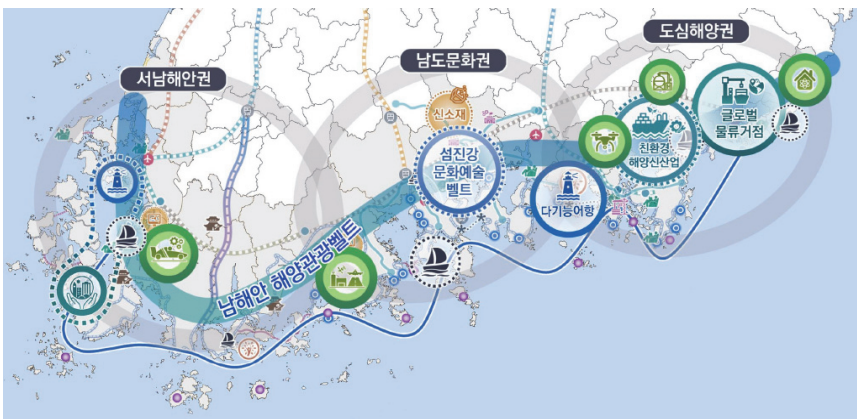 서남해안권
남도문화권
도심해양권
신소재
섬진강
문화예술
벨트
다기능어항
친환경
해양신산업
글로벌
물류거점
남해안 해양관광벨트